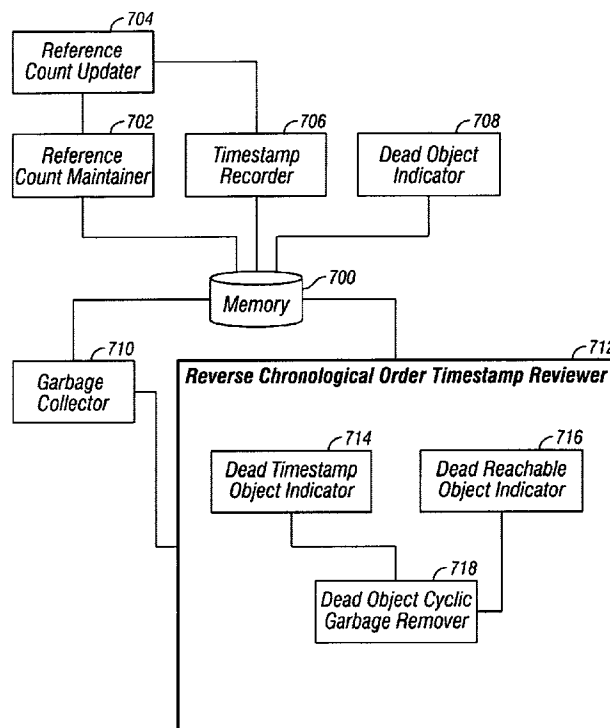 704
Reference
Count Updater
702
Reference
Count Maintainer
706
Timestamp
Recorder
708
Dead Object
Indicator
700
Memory
710
Garbage
Collector
712
Reverse Chronological Order Timestamp Reviewer
714
Dead Timestamp
Object Indicator
716
Dead Reachable
Object Indicator
718
Dead Object Cyclic
Garbage Remover